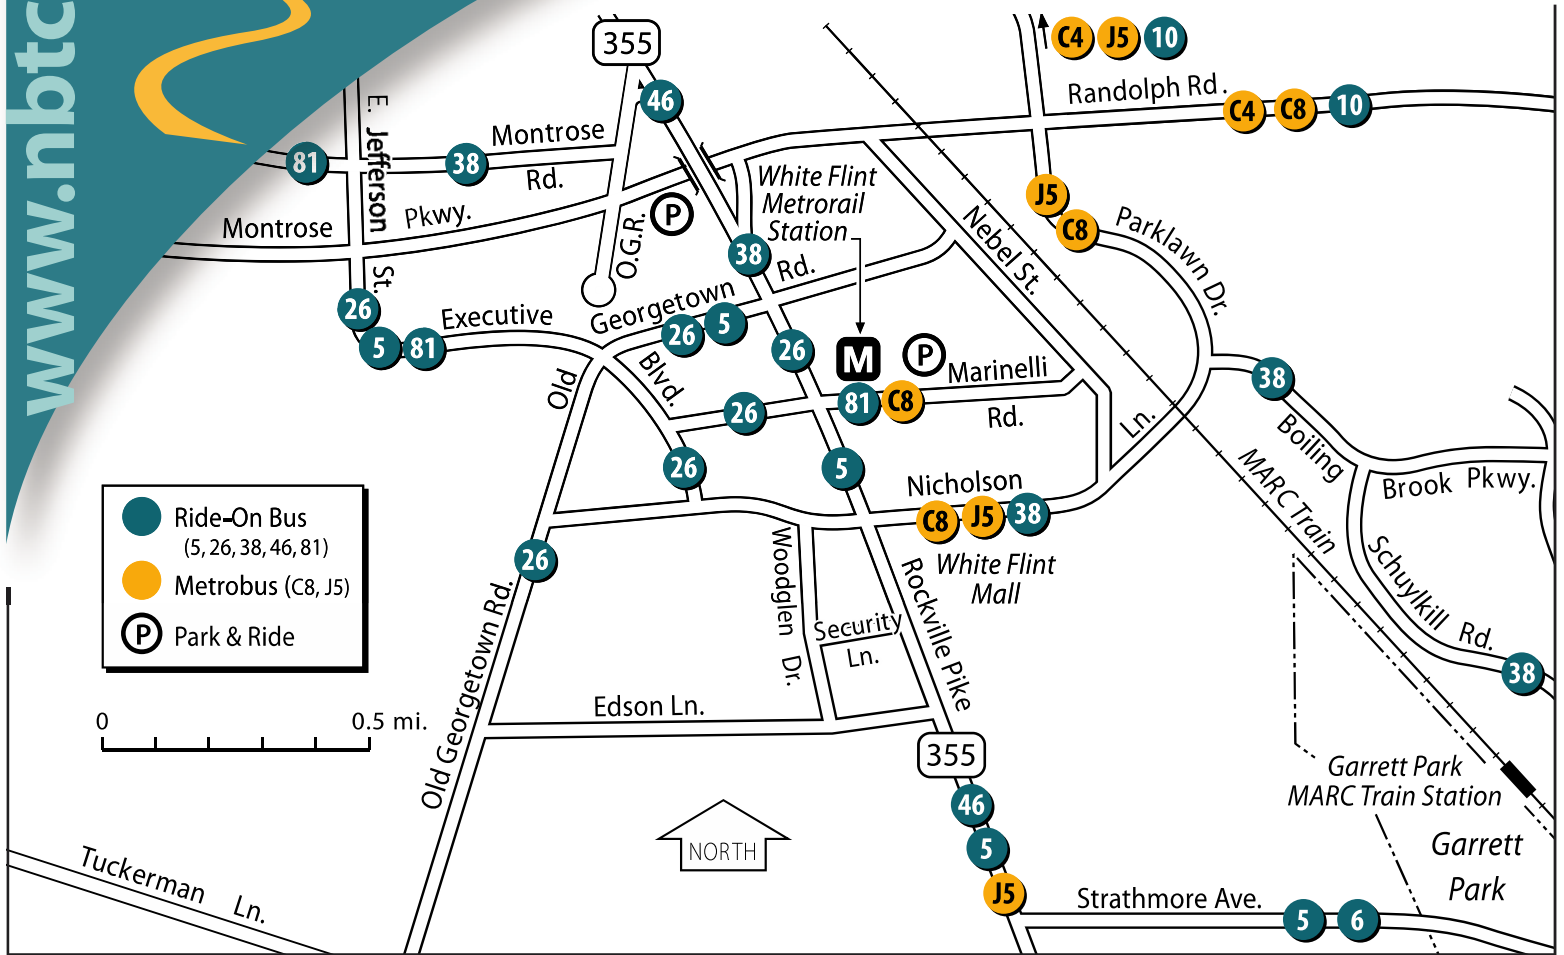 www.nbtc
355
C4 J5 10
46
Randolph Rd.
C4 C8 10
E. Jefferson
St.
Montrose
Rd.
81
38
Montrose
Pkwy.
P
O.G.R.
White Flint
Metrorail
Station
J5
C8
Parklawn Dr.
Nebel St.
38
Rd.
Georgetown
26 5
26
5 81
Executive
Blvd.
Old
26
M
P
Marinelli
Rd.
81 C8
26
38
Boiling
Brook Pkwy.
Ln.
26
5
Nicholson
C8 J5 38
White Flint
Mall
MARC Train
Schuylkill Rd.
38
Ride-On Bus
(5, 26, 38, 46, 81)
Metrobus (C8, J5)
P Park & Ride
0 0.5 mi.
26
Old Georgetown Rd.
Woodglen Dr.
Security
Ln.
Rockville Pike
Edson Ln.
355
46
5
J5
NORTH
Garrett Park
MARC Train Station
Garrett
Park
Tuckerman Ln.
Strathmore Ave.
5 6